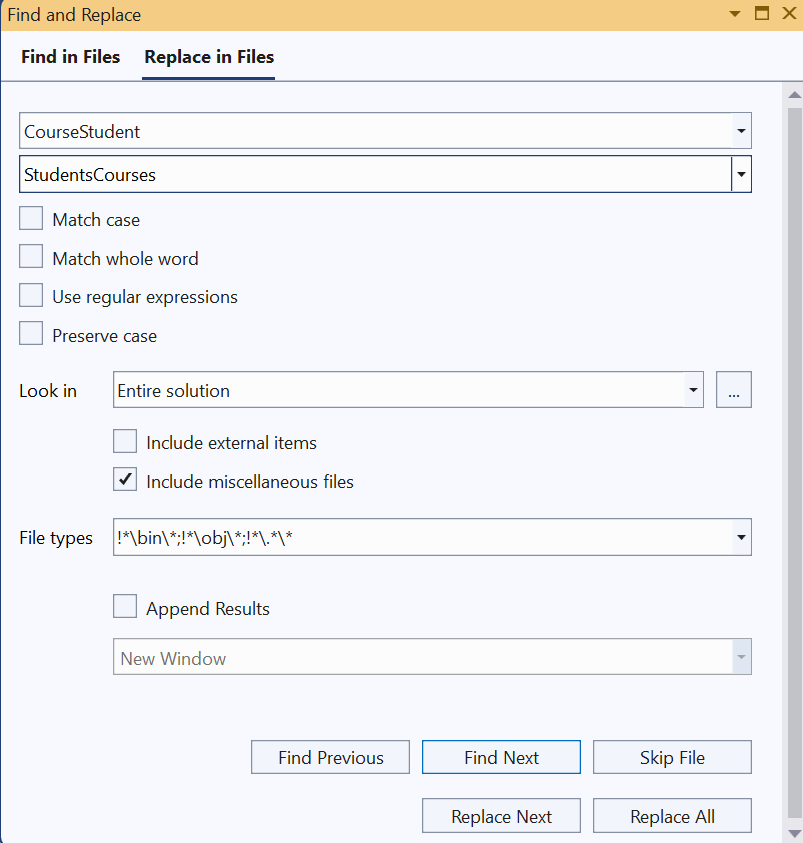 Find and Replace
Find in Files Replace in Files
CourseStudent
StudentsCourses
Match case
Match whole word
Use regular expressions
Preserve case
Look in Entire solution ...
Include external items
Include miscellaneous files
File types !*\bin\*;!*\obj\*;!*\.*\*
Append Results
New Window
Find Previous Find Next Skip File
Replace Next Replace All